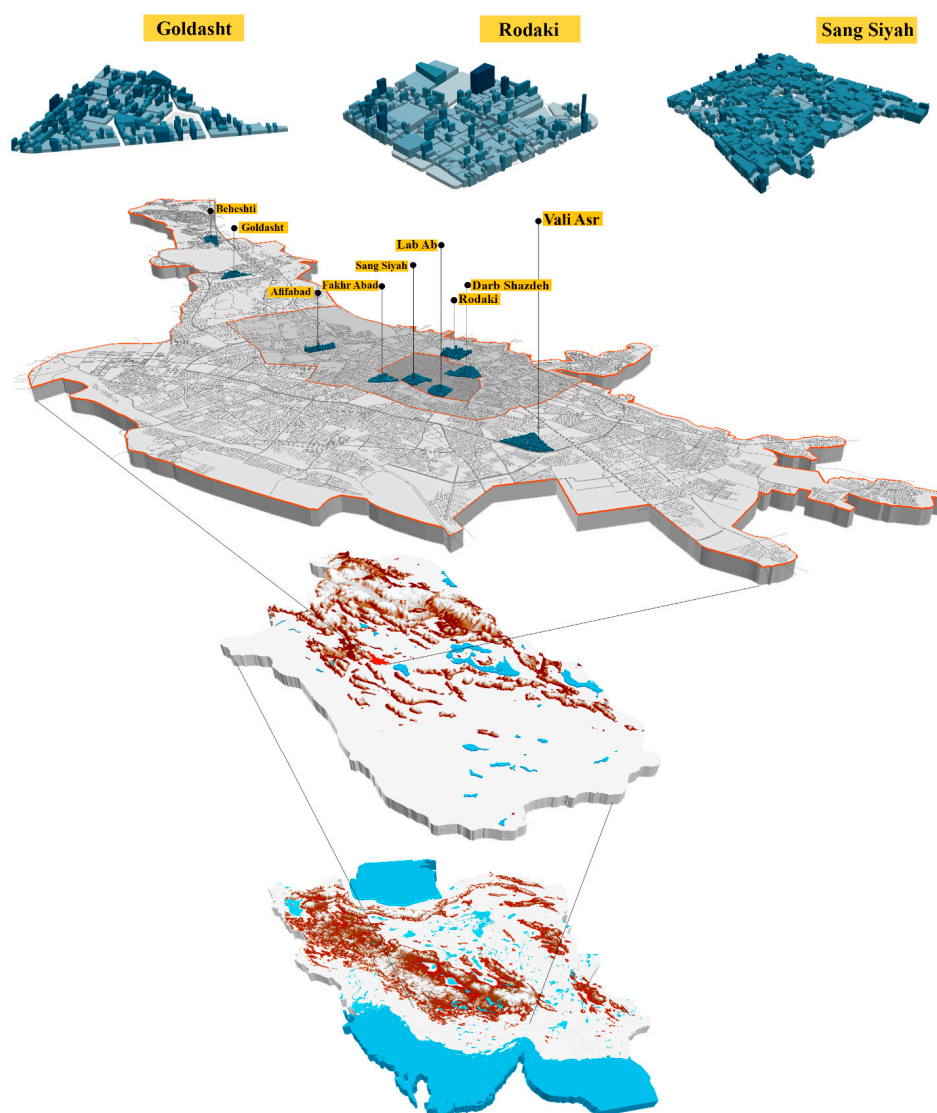 Goldasht
Rodaki
Sang Siyah
Beheshti
Goldasht
Vali Asr
Lab Ab
Sang Siyah
Fakhr Abad
Darb Shazdeh
Afifabad
Rodaki